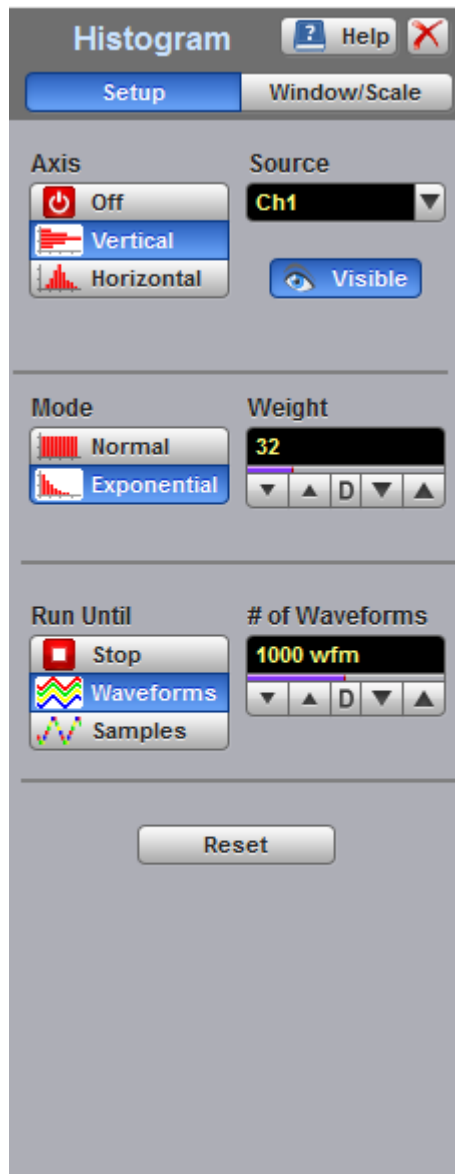 Histogram
? Help
Setup Window/Scale
Axis Source
Off Ch1
Vertical
Visible
Horizontal
Mode Weight
Normal 32
Exponential
D
Run Until # of Waveforms
Stop 1000 wfm
Waveforms
D
Samples
Reset